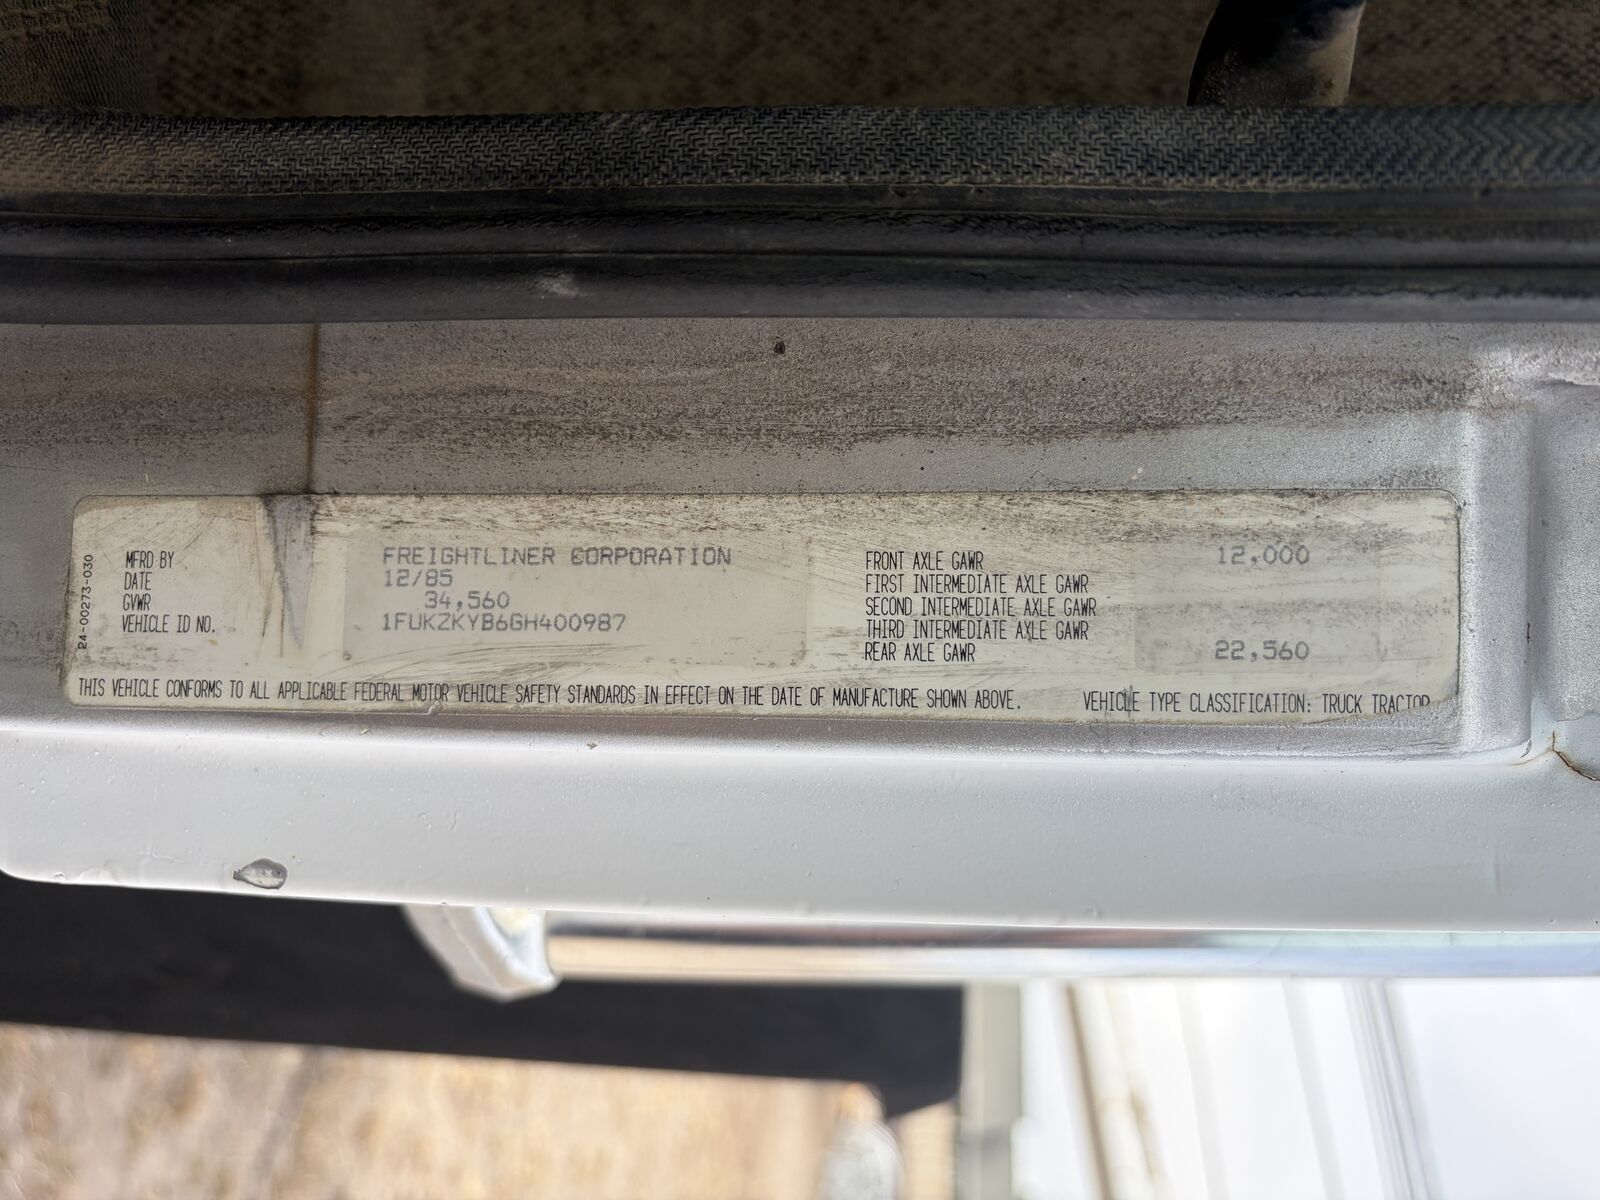 24-00273-030
MFRD BY FREIGHTLINER CORPORATION
DATE 12/85
GVWR 34,560
VEHICLE ID NO. 1FUKZKYB6GH400987
FRONT AXLE GAWR 12,000
FIRST INTERMEDIATE AXLE GAWR
SECOND INTERMEDIATE AXLE GAWR
THIRD INTERMEDIATE AXLE GAWR
REAR AXLE GAWR 22,560
THIS VEHICLE CONFORMS TO ALL APPLICABLE FEDERAL MOTOR VEHICLE SAFETY STANDARDS IN EFFECT ON THE DATE OF MANUFACTURE SHOWN ABOVE. VEHICLE TYPE CLASSIFICATION: TRUCK TRACTOR